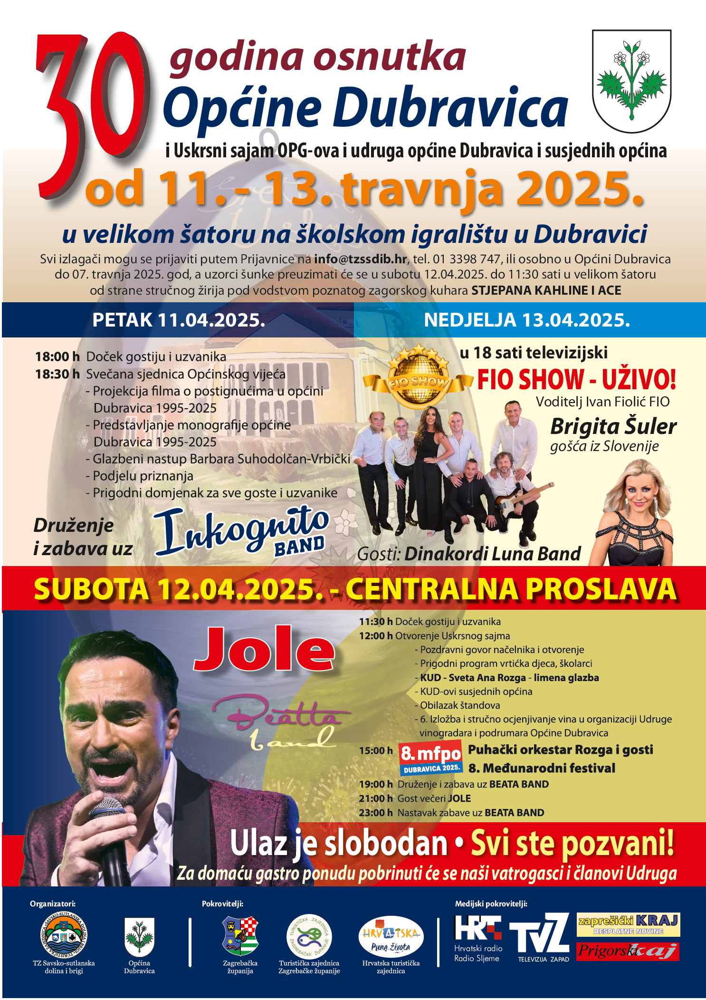 30 godina osnutka
Općine Dubravica
i Uskrsni sajam OPG-ova i udruga općine Dubravica i susjednih općina
od 11. - 13. travnja 2025.
u velikom šatoru na školskom igralištu u Dubravici
Svi izlagači mogu se prijaviti putem Prijavnice na info@tzssdib.hr, tel. 01 3398 747, ili osobno u Općini Dubravica
do 07. travnja 2025. god, a uzorci šunke preuzimati će se u subotu 12.04.2025. do 11:30 sati u velikom šatoru
od strane stručnog žirija pod vodstvom poznatog zagorskog kuhara STJEPANA KAHLINE I ACE
PETAK 11.04.2025.
18:00 h Doček gostiju i uzvanika
18:30 h Svečana sjednica Općinskog vijeća
- Projekcija filma o postignućima u općini
Dubravica 1995-2025
- Predstavljanje monografije općine
Dubravica 1995-2025
- Glazbeni nastup Barbara Suhodolčan-Vrbički
- Podjelu priznanja
- Prigodni domjenak za sve goste i uzvanike
Druženje
i zabava uz
Inkognito
BAND
NEDJELJA 13.04.2025.
u 18 sati televizijski
FIO SHOW
FIO SHOW - UŽIVO!
Voditelj Ivan Fiolić FIO
Brigita Šuler
gošća iz Slovenije
Gosti: Dinakordi Luna Band
SUBOTA 12.04.2025. - CENTRALNA PROSLAVA
Jole
Beatta
band
11:30 h Doček gostiju i uzvanika
12:00 h Otvorenje Uskrsnog sajma
- Pozdravni govor načelnika i otvorenje
- Prigodni program vrtićka djeca, školarci
- KUD - Sveta Ana Rozga - limena glazba
- KUD-ovi susjednih općina
- Obilazak štandova
- 6. Izložba i stručno ocjenjivanje vina u organizaciji Udruge
vinogradara i podrumara Općine Dubravica
15:00 h
8. mfpo
DUBRAVICA 2025.
Puhački orkestar Rozga i gosti
8. Međunarodni festival
19:00 h Druženje i zabava uz BEATA BAND
21:00 h Gost večeri JOLE
23:00 h Nastavak zabave uz BEATA BAND
Ulaz je slobodan • Svi ste pozvani!
Za domaću gastro ponudu pobrinuti će se naši vatrogasci i članovi Udruga
Organizatori:
TURISTIČKA ZAJEDNICA «SAVSKO-SUTLANSKA DOLINA I BRIGI»
TZ Savsko-sutlanska
dolina i brigi
Općina
Dubravica
Pokrovitelji:
Zagrebačka
županija
TURISTIČKA ZAJEDNICA
ZAGREBAČKE ŽUPANIJE
Turistička zajednica
Zagrebačke županije
HRVATSKA
Puna života
Hrvatska turistička
zajednica
Medijski pokrovitelji:
HRT
Hrvatski radio
Radio Sljeme
TVZ
TELEVIZIJA ZAPAD
zaprešićki KRAJ
BESPLATNE NOVINE
Prigorski kaj